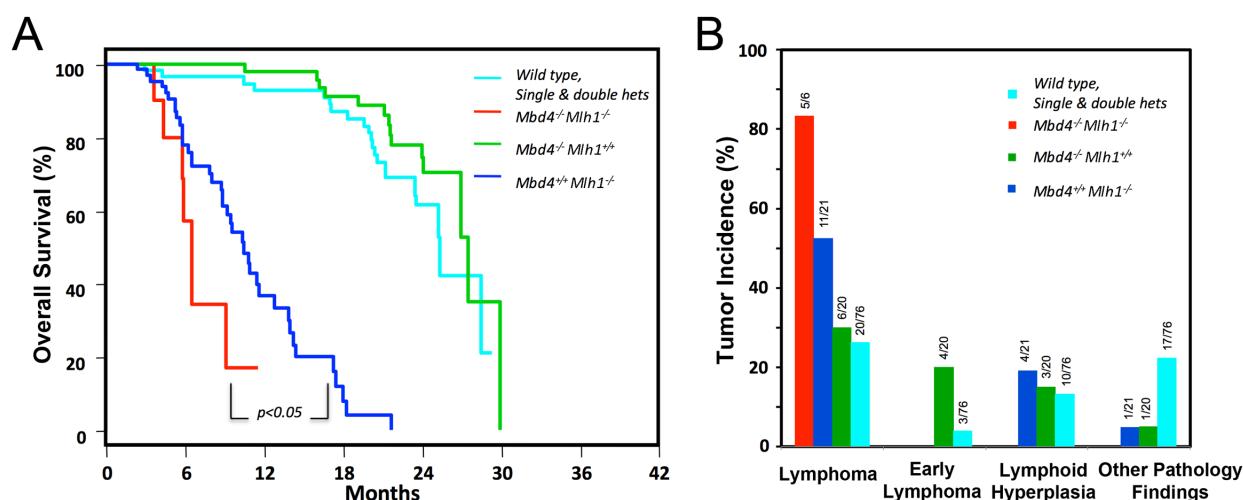 A
Overall Survival (%)
100
80
60
40
20
0
0 6 12 18 24 30 36 42
Months
p<0.05
Wild type,
Single & double hets
Mbd4-/- Mlh1-/-
Mbd4-/- Mlh1+/+
Mbd4+/+ Mlh1-/-
B
Tumor Incidence (%)
100
80
60
40
20
0
5/6
11/21
6/20
20/76
4/20
3/76
4/21
3/20
10/76
1/21
1/20
17/76
Wild type,
Single & double hets
Mbd4-/- Mlh1-/-
Mbd4-/- Mlh1+/+
Mbd4+/+ Mlh1-/-
Lymphoma
Early
Lymphoma
Lymphoid
Hyperplasia
Other Pathology
Findings